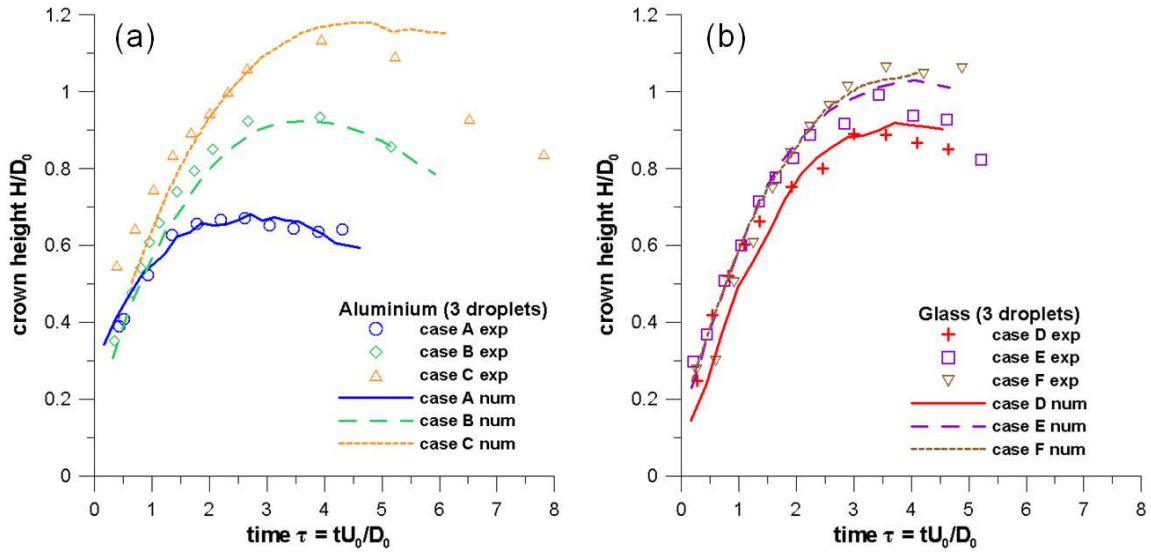 (a)
crown height H/D₀
1.2
1
0.8
0.6
0.4
0.2
0
0 1 2 3 4 5 6 7 8
time τ = tU₀/D₀
Aluminium (3 droplets)
case A exp
case B exp
case C exp
case A num
case B num
case C num
(b)
crown height H/D₀
1.2
1
0.8
0.6
0.4
0.2
0
0 1 2 3 4 5 6 7 8
time τ = tU₀/D₀
Glass (3 droplets)
case D exp
case E exp
case F exp
case D num
case E num
case F num